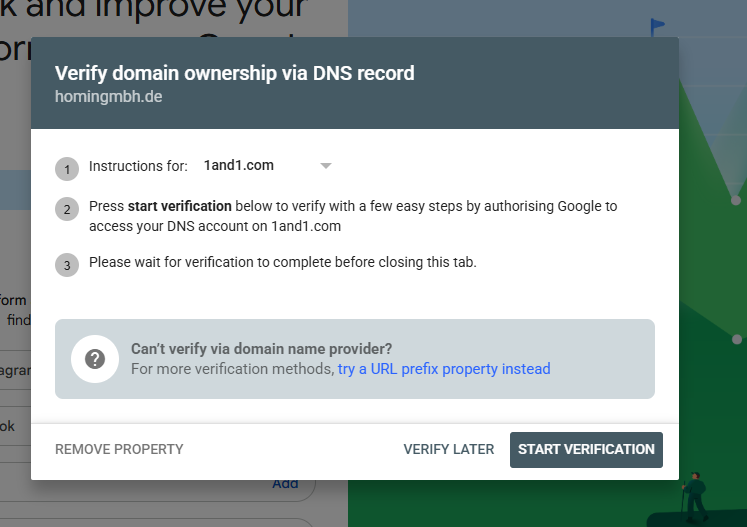 k and improve your
Verify domain ownership via DNS record
homingmbh.de
1 Instructions for: 1and1.com
2 Press start verification below to verify with a few easy steps by authorising Google to
access your DNS account on 1and1.com
3 Please wait for verification to complete before closing this tab.
form
find
Can't verify via domain name provider?
? For more verification methods, try a URL prefix property instead
agrar
ok
REMOVE PROPERTY VERIFY LATER START VERIFICATION
Add